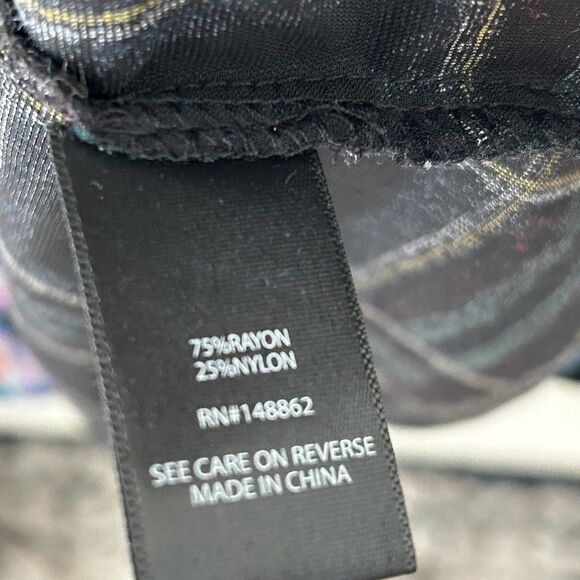 75%RAYON
25%NYLON
RN#148862
SEE CARE ON REVERSE
MADE IN CHINA